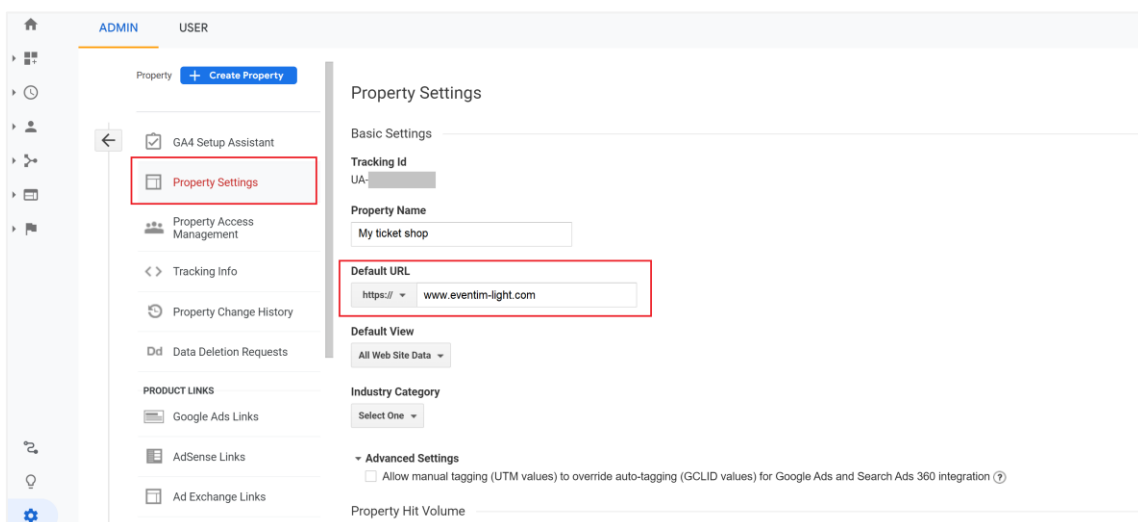 ADMIN
USER
Property
+ Create Property
GA4 Setup Assistant
Property Settings
Property Access
Management
Tracking Info
Property Change History
Dd Data Deletion Requests
PRODUCT LINKS
Google Ads Links
AdSense Links
Ad Exchange Links
Property Settings
Basic Settings
Tracking Id
UA-
Property Name
My ticket shop
Default URL
https:// www.eventim-light.com
Default View
All Web Site Data
Industry Category
Select One
Advanced Settings
Allow manual tagging (UTM values) to override auto-tagging (GCLID values) for Google Ads and Search Ads 360 integration ?
Property Hit Volume